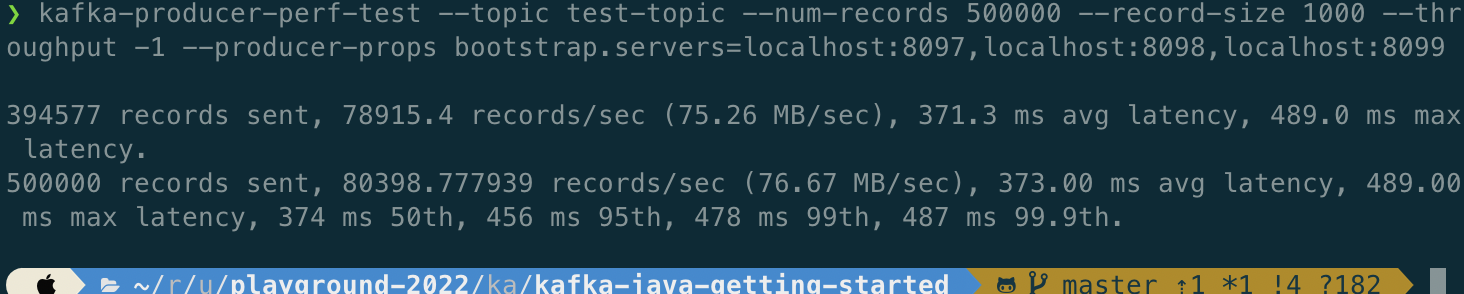 ❯ kafka-producer-perf-test --topic test-topic --num-records 500000 --record-size 1000 --thr
oughput -1 --producer-props bootstrap.servers=localhost:8097,localhost:8098,localhost:8099
394577 records sent, 78915.4 records/sec (75.26 MB/sec), 371.3 ms avg latency, 489.0 ms max
latency.
500000 records sent, 80398.777939 records/sec (76.67 MB/sec), 373.00 ms avg latency, 489.00
ms max latency, 374 ms 50th, 456 ms 95th, 478 ms 99th, 487 ms 99.9th.
~/r/u/playground-2022/ka/kafka-java-getting-started master ⇡1 *1 !4 ?182